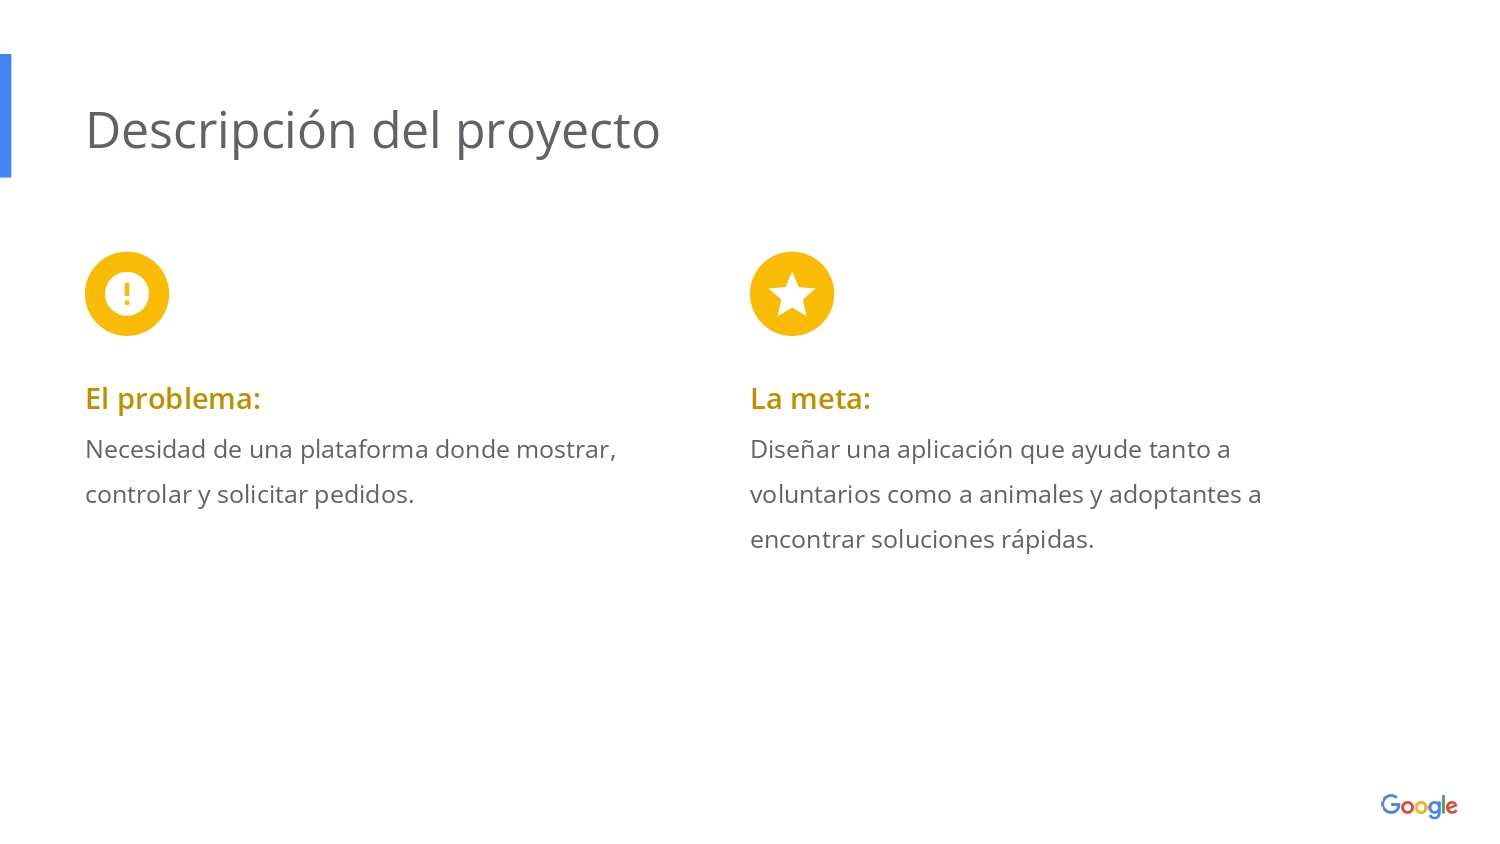 Descripción del proyecto
El problema:
Necesidad de una plataforma donde mostrar,
controlar y solicitar pedidos.
La meta:
Diseñar una aplicación que ayude tanto a
voluntarios como a animales y adoptantes a
encontrar soluciones rápidas.
Google